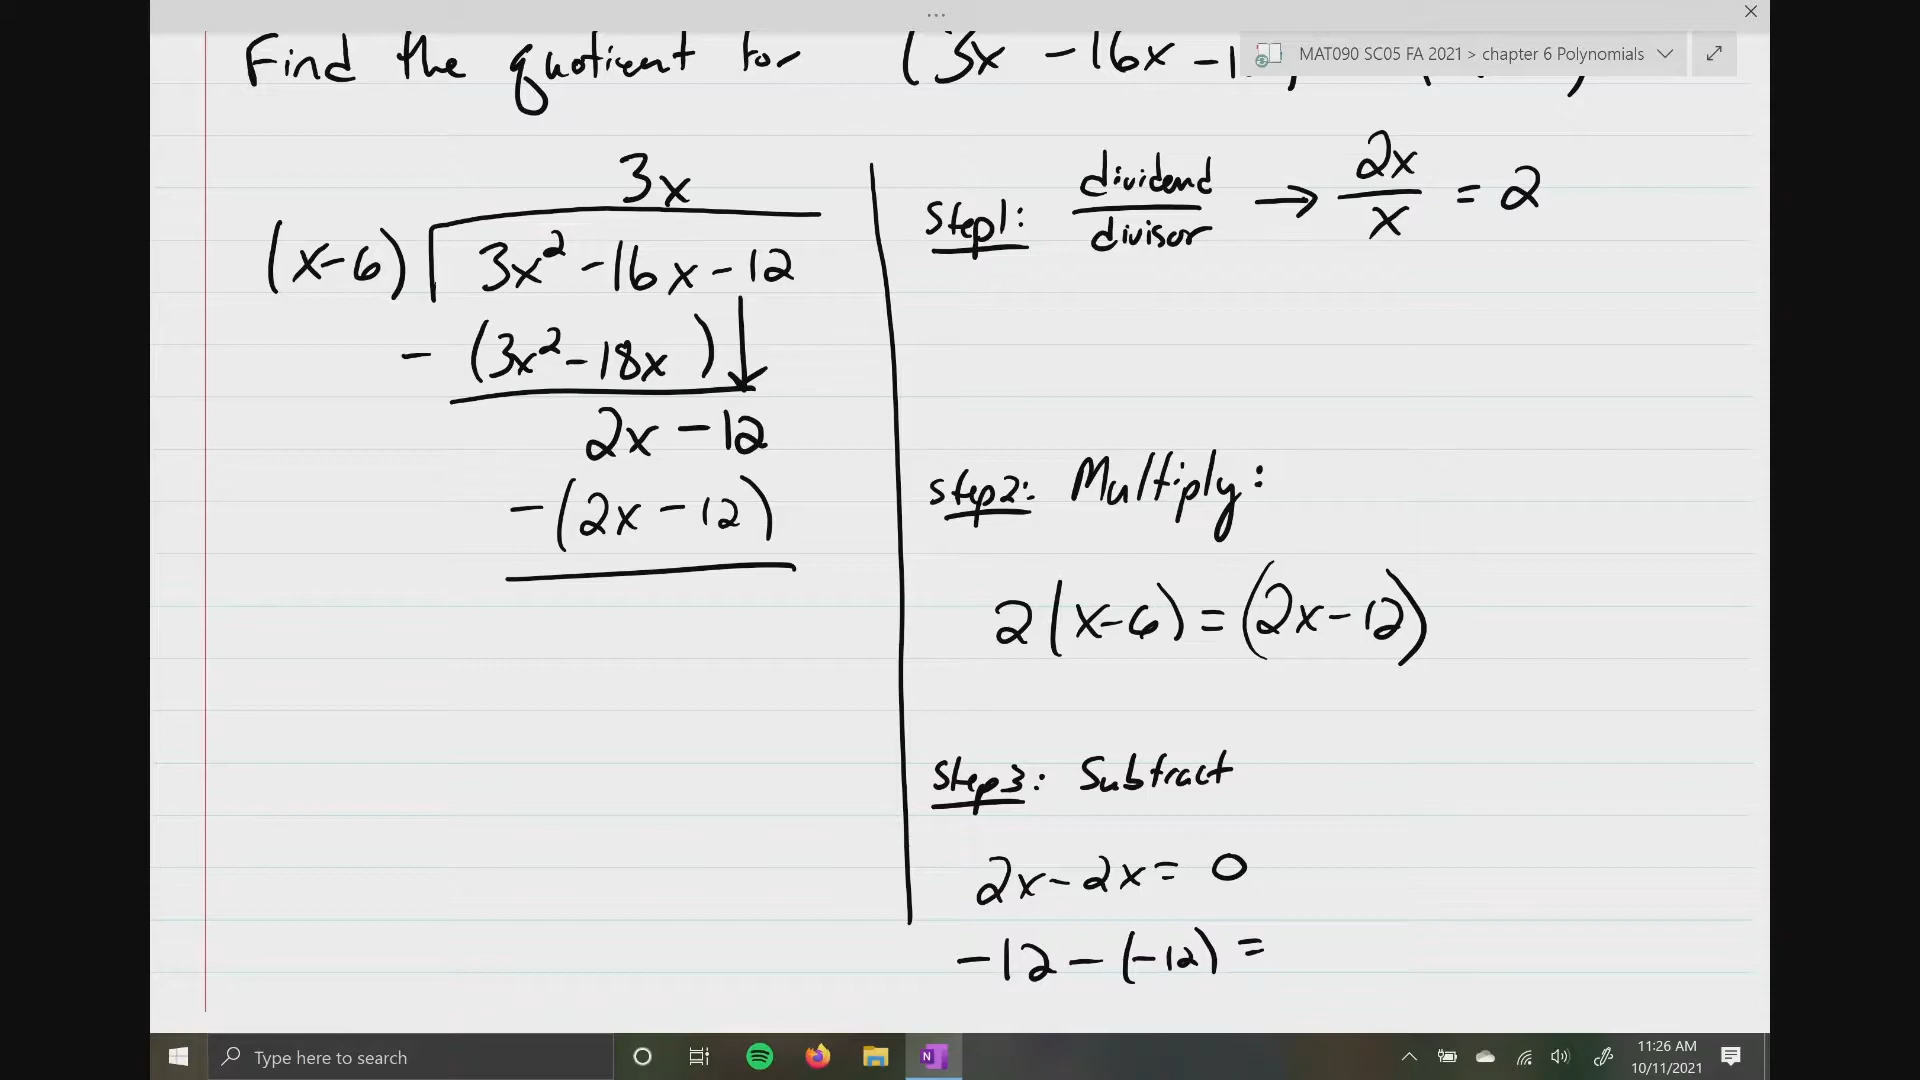 ...
MAT090 SC05 FA 2021 > chapter 6 Polynomials
Find the quotient for (3x - 16x - 1
3x
(x-6) 3x² - 16x - 12
- (3x² - 18x )
2x - 12
- (2x - 12)
Step1: dividend / divisor → 2x / x = 2
Step2: Multiply:
2(x-6) = (2x - 12)
Step3: Subtract
2x - 2x = 0
-12 - (-12) =
Type here to search
N
11:26 AM
10/11/2021